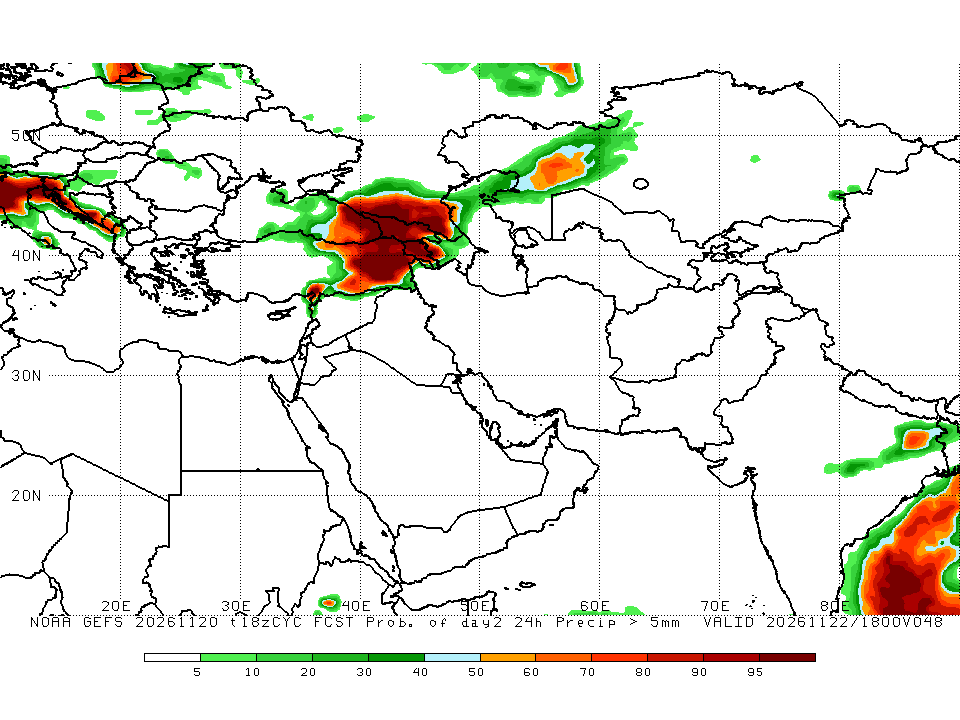 50N
40N
30N
20N
20E 30E 40E 50E 60E 70E 80E
NOAA GEFS 20261120 t18zCYC FCST Prob. of day2 24h Precip > 5mm VALID 20261122/1800V048
5 10 20 30 40 50 60 70 80 90 95